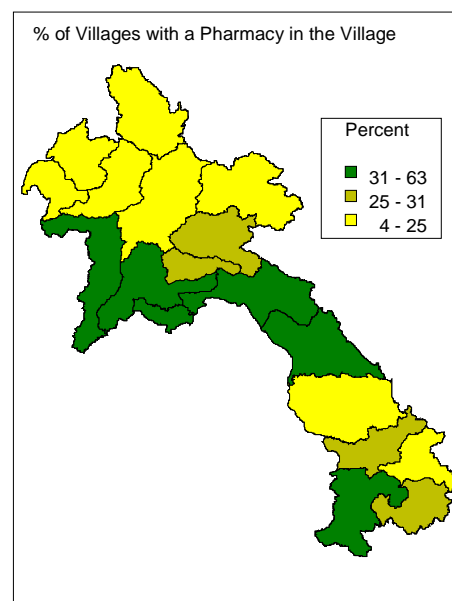 % of Villages with a Pharmacy in the Village
Percent
31 - 63
25 - 31
4 - 25